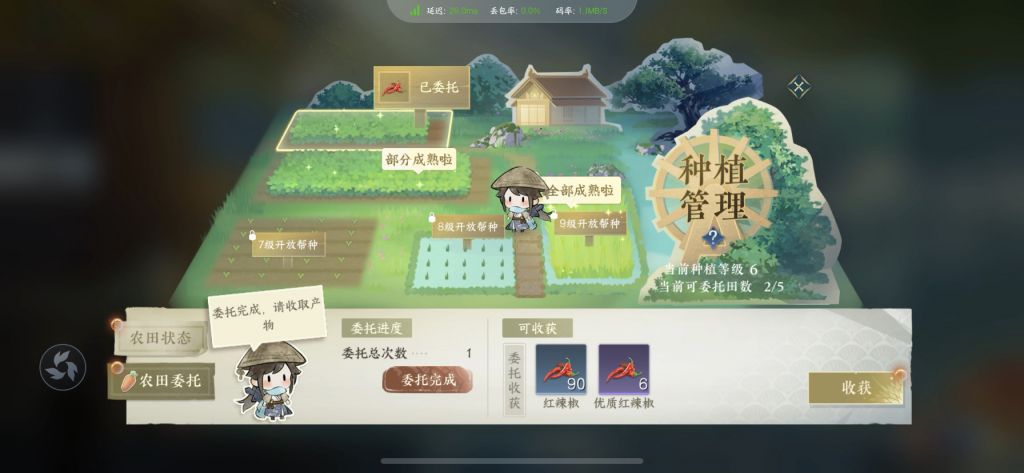 延迟: 29.0ms 丢包率: 0.0% 码率: 1.1MB/S
已委托
部分成熟啦
全部成熟啦
种植
管理
?
7级开放帮种
8级开放帮种
9级开放帮种
当前种植等级 6
当前可委托田数 2/5
委托完成，请收取产
物
农田状态
农田委托
委托进度
委托总次数 ···· 1
委托完成
可收获
委托收获
90
红辣椒
6
优质红辣椒
收获